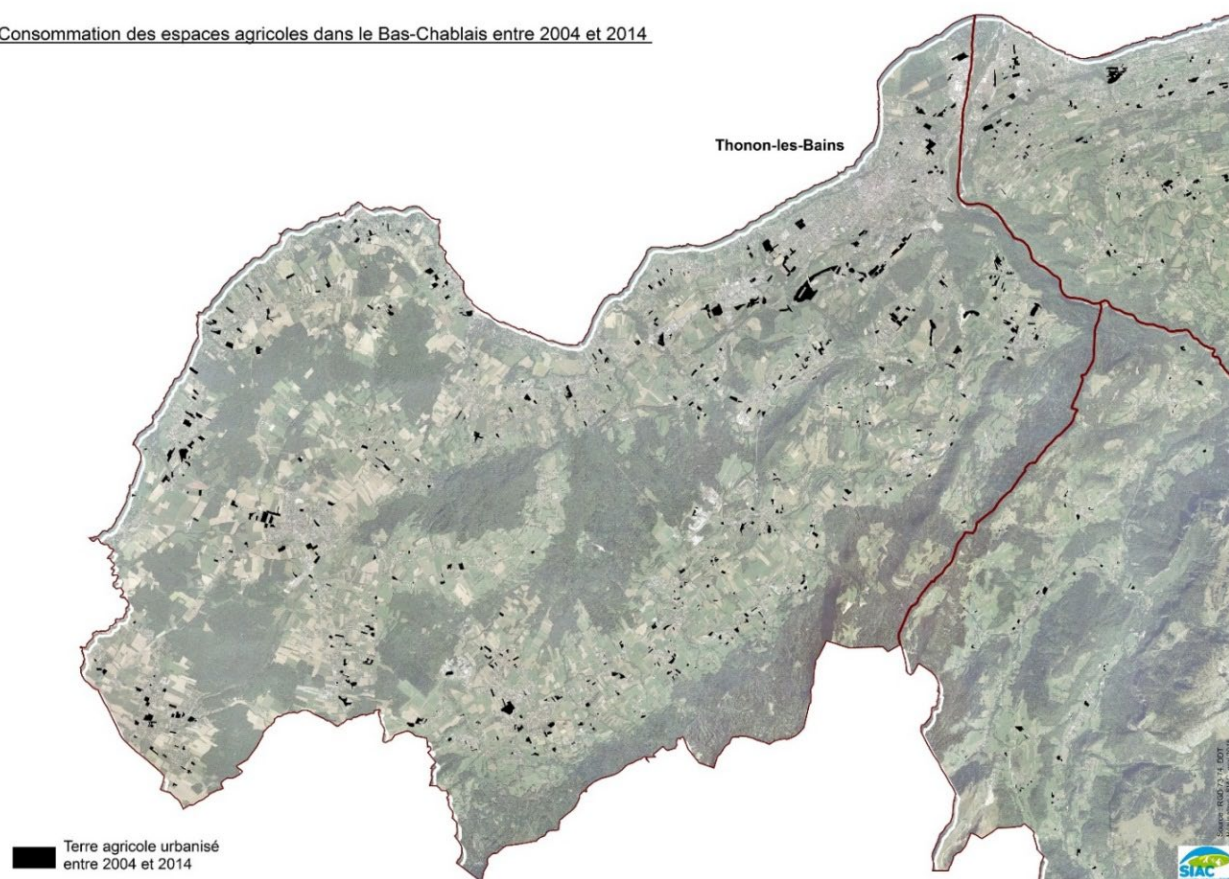 Consommation des espaces agricoles dans le Bas-Chablais entre 2004 et 2014
Thonon-les-Bains
Terre agricole urbanisé
entre 2004 et 2014
SIAC